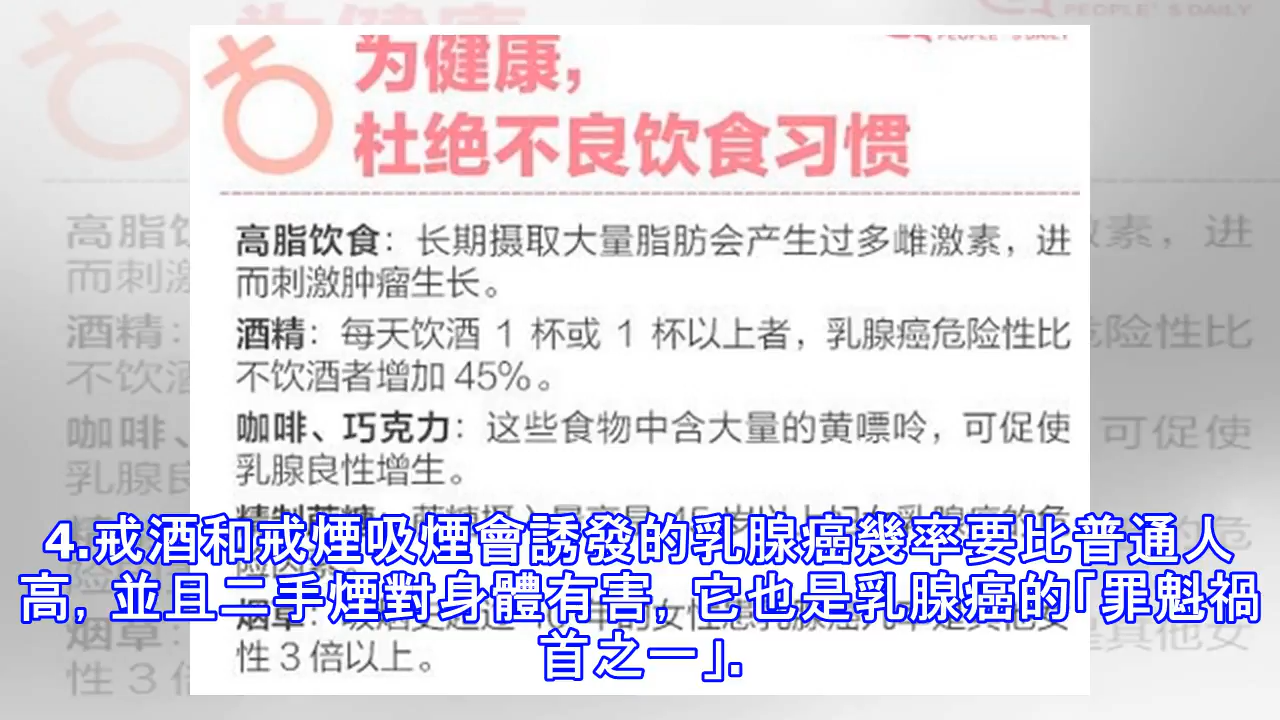 PEOPLE'S DAILY
为健康，
杜绝不良饮食习惯
高脂饮食：长期摄取大量脂肪会产生过多雌激素，进
而刺激肿瘤生长。
酒精：每天饮酒 1 杯或 1 杯以上者，乳腺癌危险性比
不饮酒者增加 45%。
咖啡、巧克力：这些食物中含大量的黄嘌呤，可促使
乳腺良性增生。
4.戒酒和戒煙吸煙會誘發的乳腺癌幾率要比普通人
高, 並且二手煙對身體有害, 它也是乳腺癌的「罪魁禍
首之一」.
烟草：
性 3 倍以上。